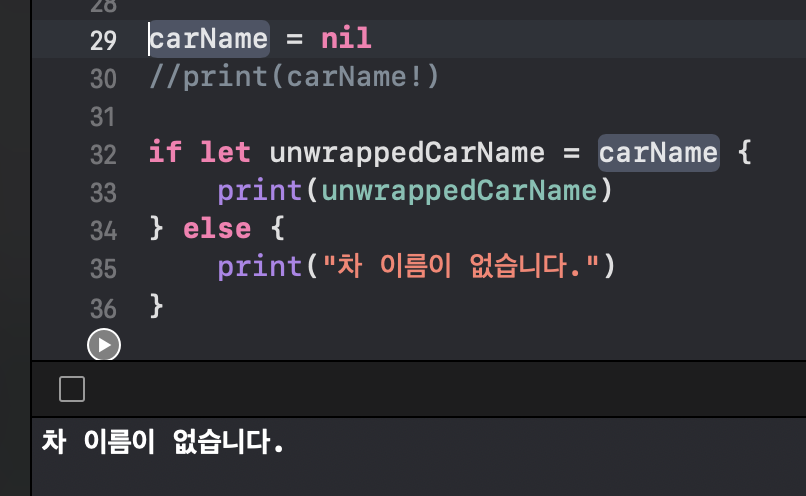 28
29 carName = nil
30 //print(carName!)
31
32 if let unwrappedCarName = carName {
33 print(unwrappedCarName)
34 } else {
35 print("차 이름이 없습니다.")
36 }
차 이름이 없습니다.